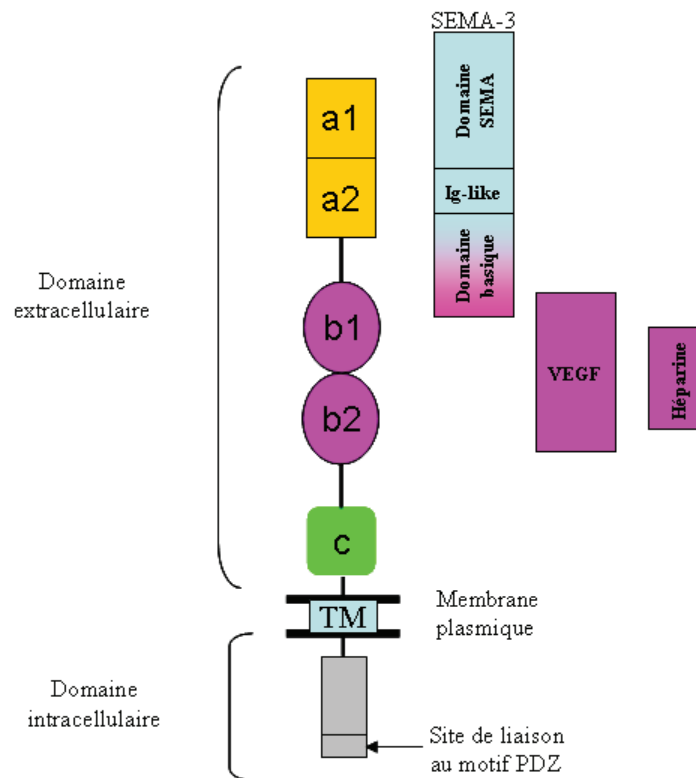 SEMA-3
a1
a2
Domaine
SEMA
Ig-like
Domaine
basique
Domaine
extracellulaire
b1
b2
VEGF
Héparine
c
TM
Membrane
plasmique
Domaine
intracellulaire
Site de liaison
au motif PDZ